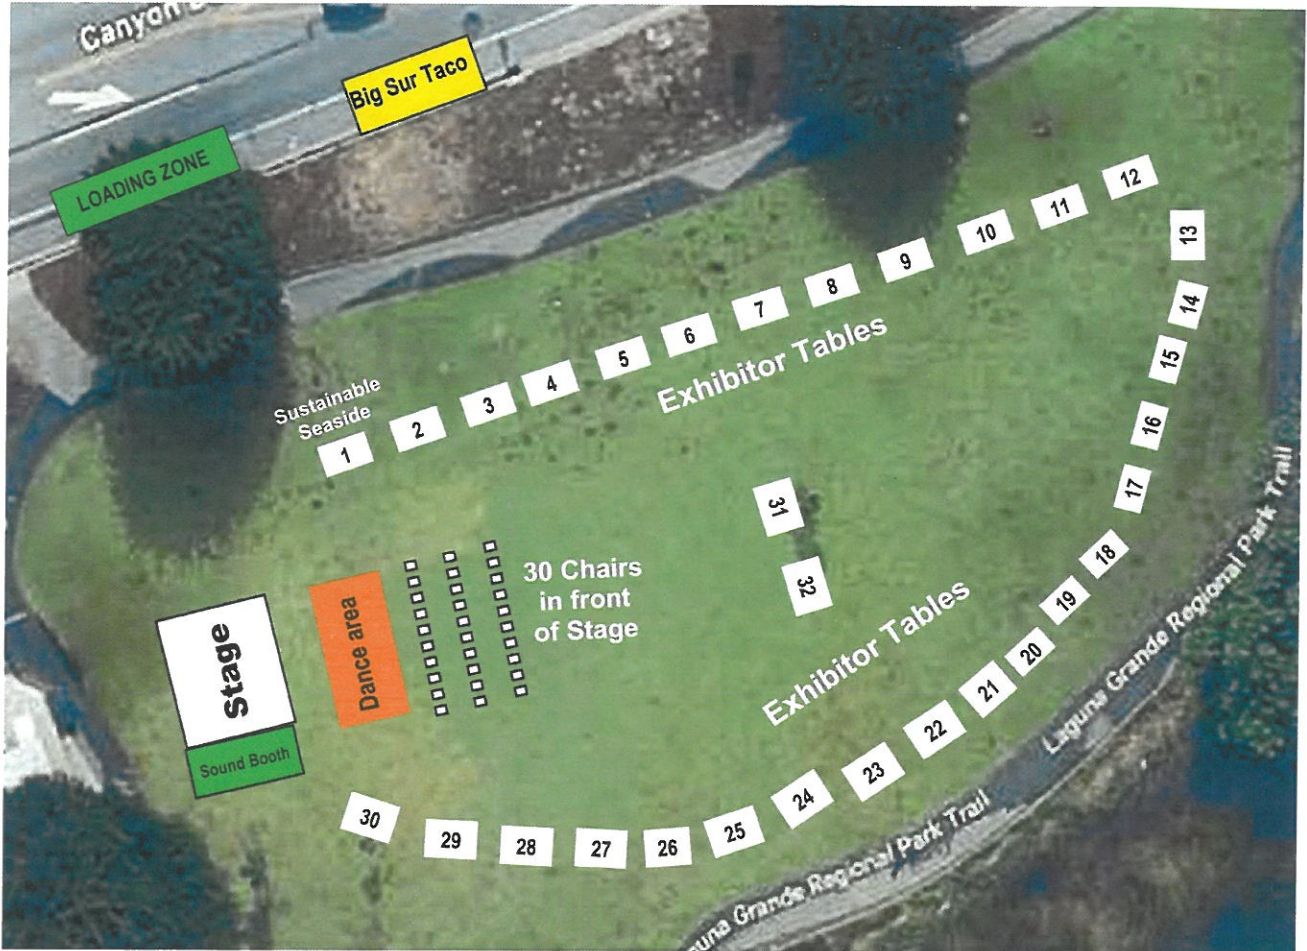 Canyon D
Big Sur Taco
LOADING ZONE
12
11
10
9
8
7
6
5
4
3
2
1
13
14
15
16
17
18
19
20
21
22
23
24
25
26
27
28
29
30
Exhibitor Tables
Sustainable
Seaside
31
32
30 Chairs
in front
of Stage
Dance area
Stage
Sound Booth
Exhibitor Tables
Laguna Grande Regional Park Trail
guna Grande Regional Park Trail